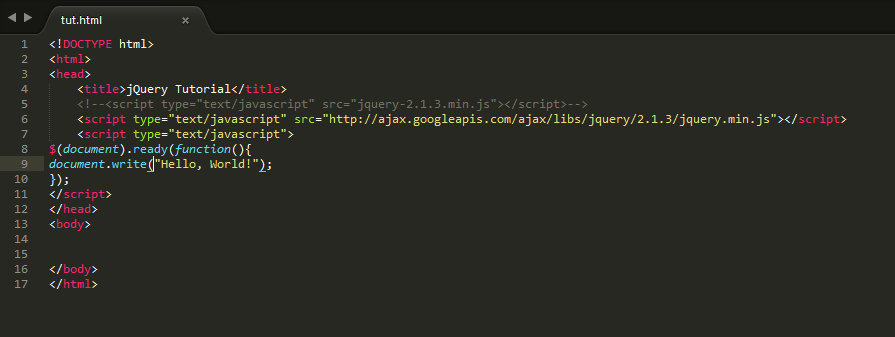 tut.html
1 <!DOCTYPE html>
2 <html>
3 <head>
4 <title>jQuery Tutorial</title>
5 <!--<script type="text/javascript" src="jquery-2.1.3.min.js"></script>-->
6 <script type="text/javascript" src="http://ajax.googleapis.com/ajax/libs/jquery/2.1.3/jquery.min.js"></script>
7 <script type="text/javascript">
8 $(document).ready(function(){
9 document.write("Hello, World!");
10 });
11 </script>
12 </head>
13 <body>
14
15
16 </body>
17 </html>